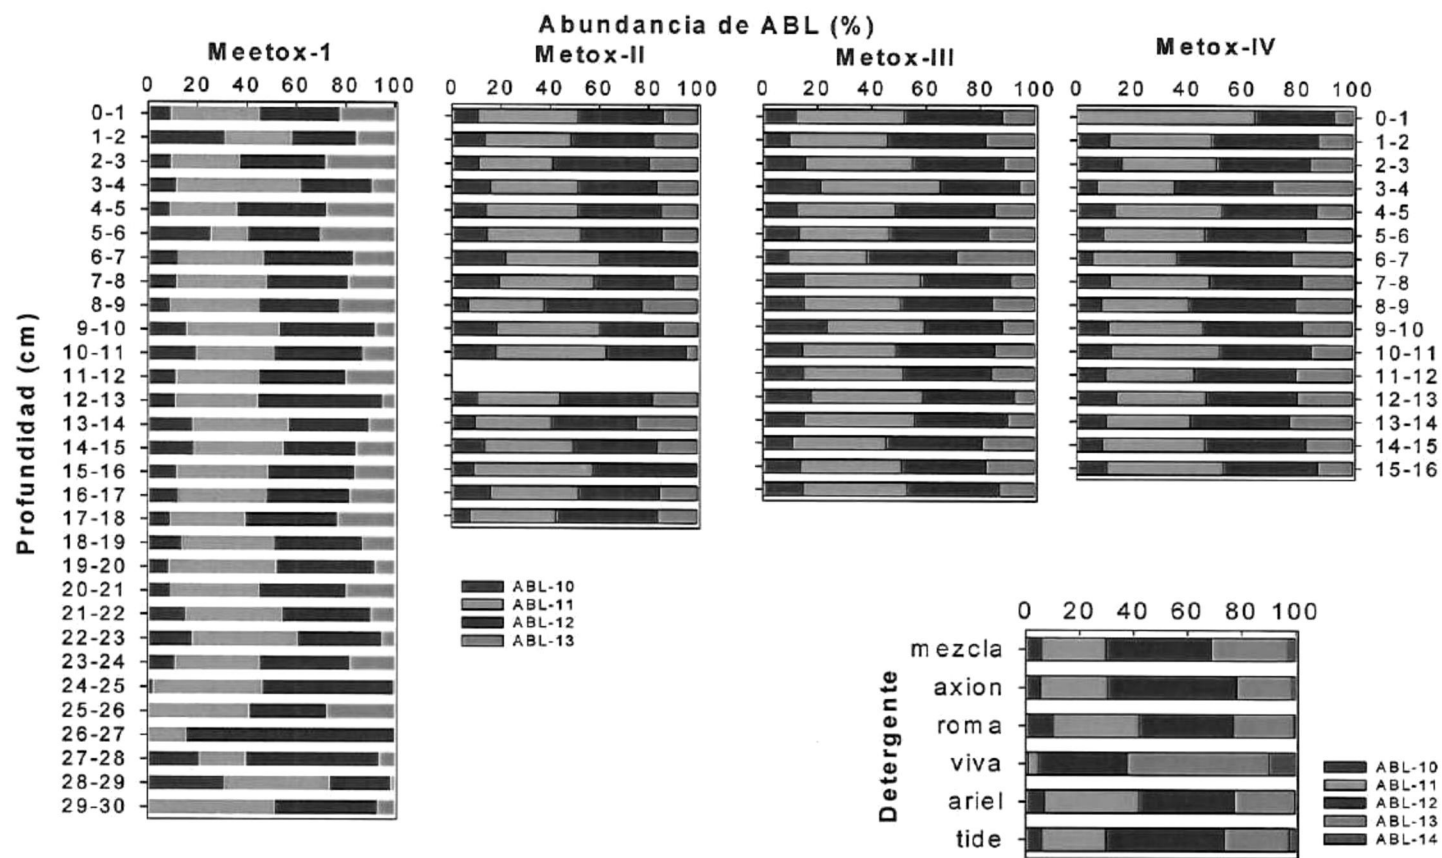 Abundancia de ABL (%)
Meetox-1
Metox-II
Metox-III
Metox-IV
0 20 40 60 80 100
0 20 40 60 80 100
0 20 40 60 80 100
0 20 40 60 80 100
Profundidad (cm)
0-1
1-2
2-3
3-4
4-5
5-6
6-7
7-8
8-9
9-10
10-11
11-12
12-13
13-14
14-15
15-16
16-17
17-18
18-19
19-20
20-21
21-22
22-23
23-24
24-25
25-26
26-27
27-28
28-29
29-30
0-1
1-2
2-3
3-4
4-5
5-6
6-7
7-8
8-9
9-10
10-11
11-12
12-13
13-14
14-15
15-16
ABL-10
ABL-11
ABL-12
ABL-13
0 20 40 60 80 100
Detergente
mezcla
axion
roma
viva
ariel
tide
ABL-10
ABL-11
ABL-12
ABL-13
ABL-14